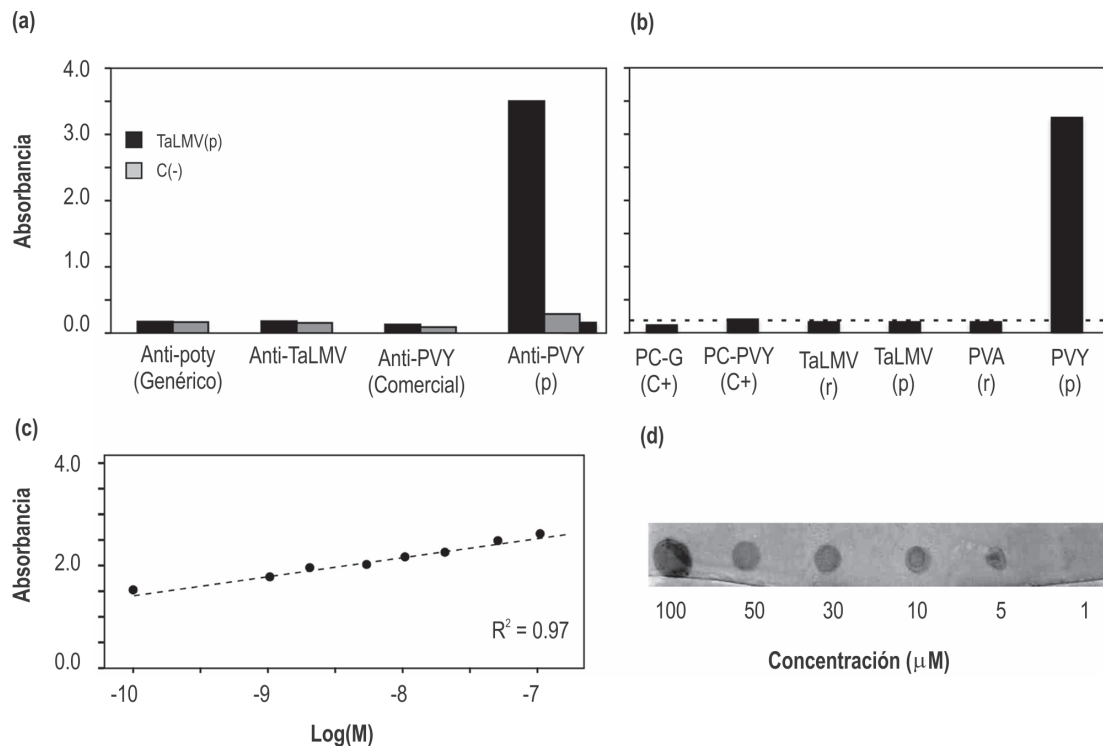 (a)
4.0
3.0
2.0
1.0
0.0
Absorbancia
TaLMV(p)
C(-)
Anti-poty
(Genérico)
Anti-TaLMV
Anti-PVY
(Comercial)
Anti-PVY
(p)
(b)
PC-G
(C+)
PC-PVY
(C+)
TaLMV
(r)
TaLMV
(p)
PVA
(r)
PVY
(p)
(c)
4.0
2.0
0.0
Absorbancia
R² = 0.97
-10
-9
-8
-7
Log(M)
(d)
100 50 30 10 5 1
Concentración (μM)